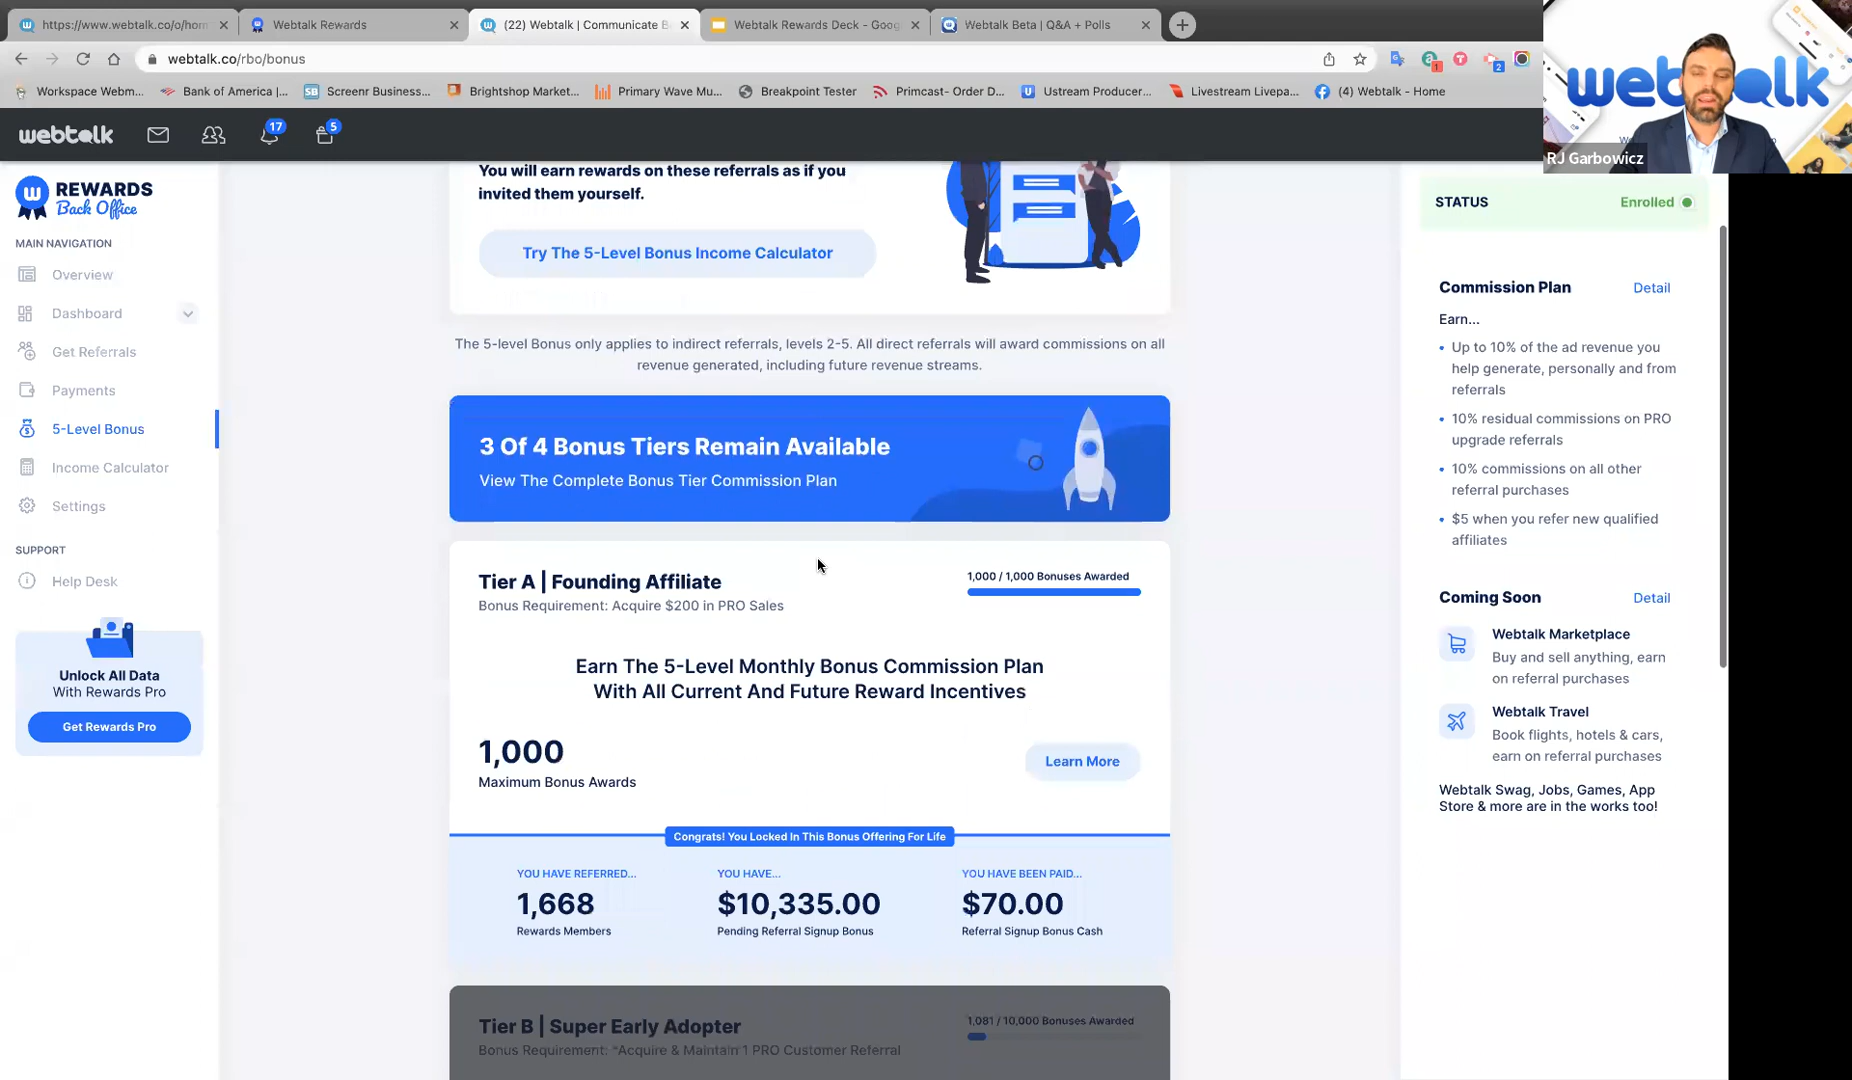 https://www.webtalk.co/o/hom
Webtalk Rewards
(22) Webtalk | Communicate B
Webtalk Rewards Deck - Goog
Webtalk Beta | Q&A + Polls
webtalk.co/rbo/bonus
Workspace Webm...
Bank of America |...
Screenr Business...
Brightshop Market...
Primary Wave Mu...
Breakpoint Tester
Primcast- Order D...
Ustream Producer...
Livestream Livepa...
(4) Webtalk - Home
webtalk
RJ Garbowicz
webtalk
17
5
REWARDS
Back Office
MAIN NAVIGATION
Overview
Dashboard
Get Referrals
Payments
5-Level Bonus
Income Calculator
Settings
SUPPORT
Help Desk
Unlock All Data
With Rewards Pro
Get Rewards Pro
You will earn rewards on these referrals as if you
invited them yourself.
Try The 5-Level Bonus Income Calculator
The 5-level Bonus only applies to indirect referrals, levels 2-5. All direct referrals will award commissions on all
revenue generated, including future revenue streams.
3 Of 4 Bonus Tiers Remain Available
View The Complete Bonus Tier Commission Plan
Tier A | Founding Affiliate
Bonus Requirement: Acquire $200 in PRO Sales
1,000 / 1,000 Bonuses Awarded
Earn The 5-Level Monthly Bonus Commission Plan
With All Current And Future Reward Incentives
1,000
Maximum Bonus Awards
Learn More
Congrats! You Locked In This Bonus Offering For Life
YOU HAVE REFERRED...
1,668
Rewards Members
YOU HAVE...
$10,335.00
Pending Referral Signup Bonus
YOU HAVE BEEN PAID...
$70.00
Referral Signup Bonus Cash
Tier B | Super Early Adopter
Bonus Requirement: "Acquire & Maintain"1 PRO Customer Referral
1,081 / 10,000 Bonuses Awarded
STATUS
Enrolled
Commission Plan
Detail
Earn...
• Up to 10% of the ad revenue you
help generate, personally and from
referrals
• 10% residual commissions on PRO
upgrade referrals
• 10% commissions on all other
referral purchases
• $5 when you refer new qualified
affiliates
Coming Soon
Detail
Webtalk Marketplace
Buy and sell anything, earn
on referral purchases
Webtalk Travel
Book flights, hotels & cars,
earn on referral purchases
Webtalk Swag, Jobs, Games, App
Store & more are in the works too!